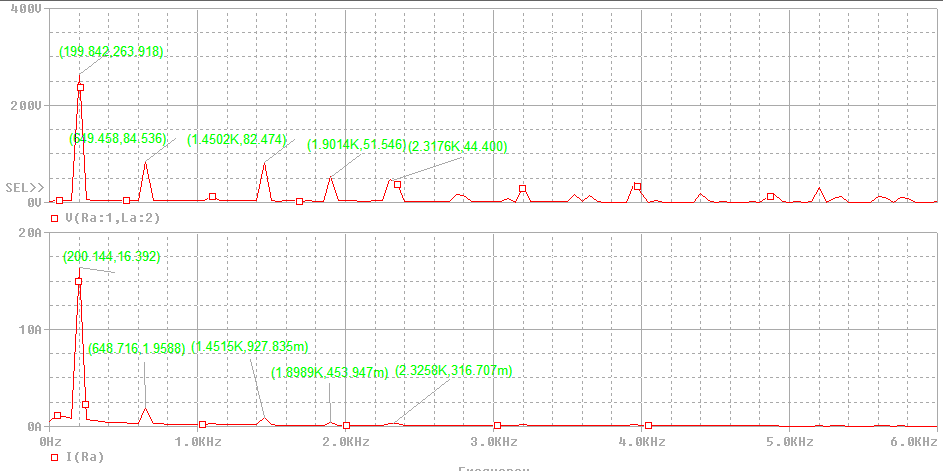 400V
(199.842,263.918)
200V
(649.458,84.536)
(1.4502K,82.474)
(1.9014K,51.546)
(2.3176K,44.400)
SEL>>
0V
V(Ra:1,La:2)
20A
(200.144,16.392)
10A
(648.716,1.9588)
(1.4515K,927.835m)
(1.8989K,453.947m)
(2.3258K,316.707m)
0A
0Hz 1.0KHz 2.0KHz 3.0KHz 4.0KHz 5.0KHz 6.0KHz
I(Ra)